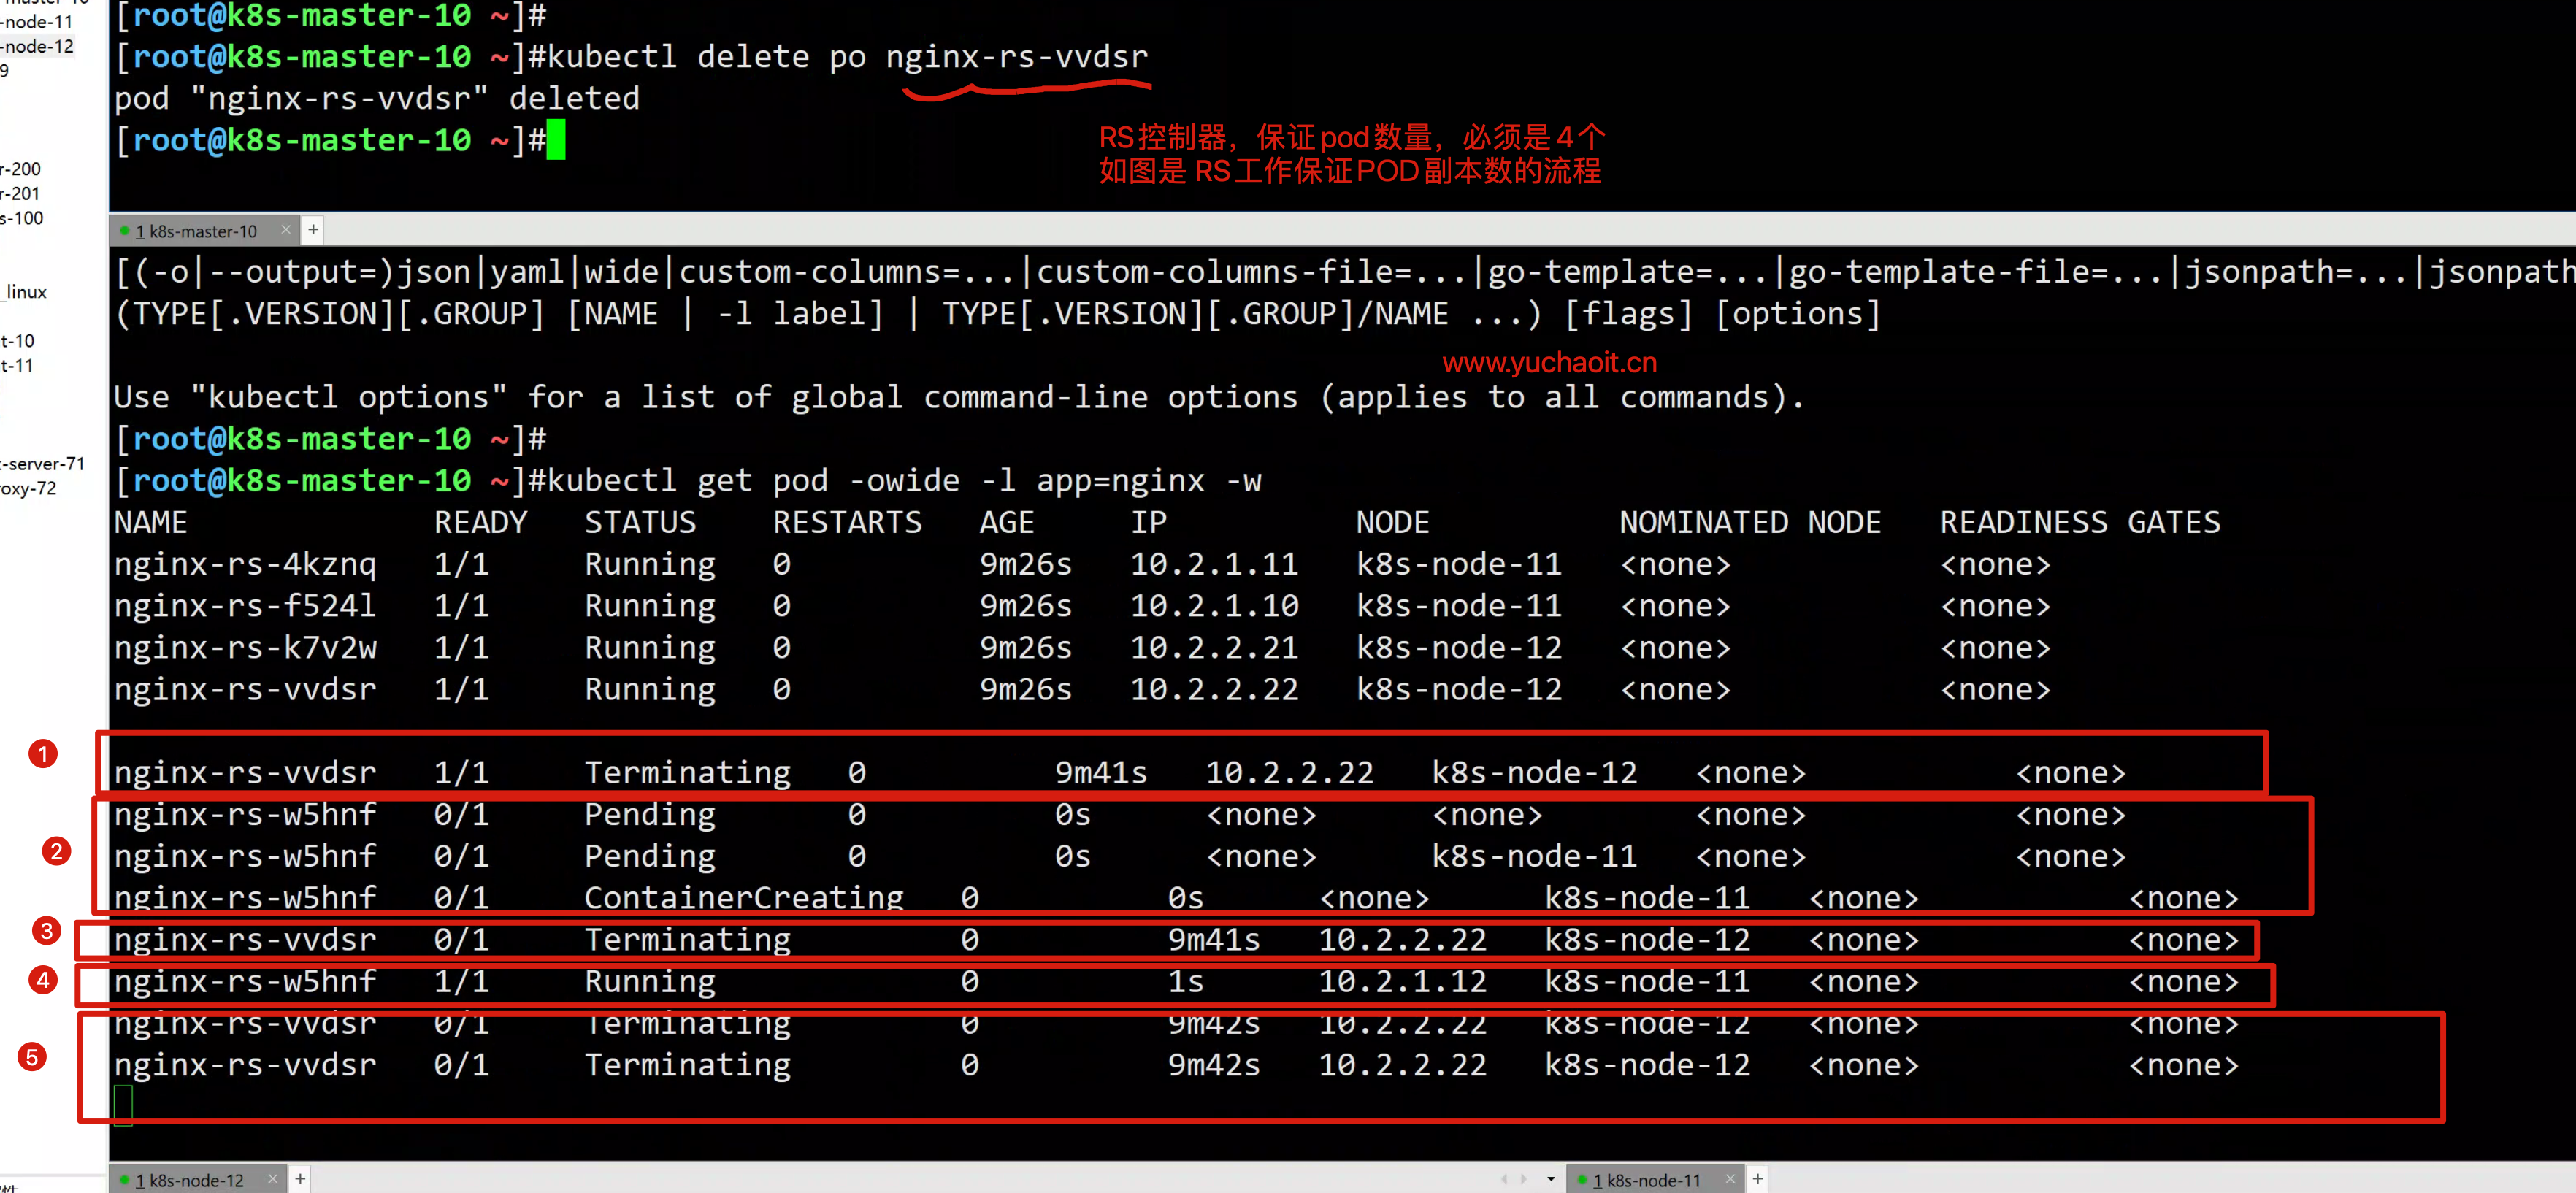 -node-11
-node-12
9
r-200
r-201
s-100
_linux
t-10
t-11
-server-71
oxy-72
[root@k8s-master-10 ~]#
[root@k8s-master-10 ~]#kubectl delete po nginx-rs-vvdsr
pod "nginx-rs-vvdsr" deleted
[root@k8s-master-10 ~]#
RS控制器，保证pod数量，必须是4个
如图是 RS工作保证POD副本数的流程
1 k8s-master-10 × +
[(-o|--output=)json|yaml|wide|custom-columns=...|custom-columns-file=...|go-template=...|go-template-file=...|jsonpath=...|jsonpath
(TYPE[.VERSION][.GROUP] [NAME | -l label] | TYPE[.VERSION][.GROUP]/NAME ...) [flags] [options]
www.yuchaoit.cn
Use "kubectl options" for a list of global command-line options (applies to all commands).
[root@k8s-master-10 ~]#
[root@k8s-master-10 ~]#kubectl get pod -owide -l app=nginx -w
NAME READY STATUS RESTARTS AGE IP NODE NOMINATED NODE READINESS GATES
nginx-rs-4kznq 1/1 Running 0 9m26s 10.2.1.11 k8s-node-11 <none> <none>
nginx-rs-f524l 1/1 Running 0 9m26s 10.2.1.10 k8s-node-11 <none> <none>
nginx-rs-k7v2w 1/1 Running 0 9m26s 10.2.2.21 k8s-node-12 <none> <none>
nginx-rs-vvdsr 1/1 Running 0 9m26s 10.2.2.22 k8s-node-12 <none> <none>
1
nginx-rs-vvdsr 1/1 Terminating 0 9m41s 10.2.2.22 k8s-node-12 <none> <none>
nginx-rs-w5hnf 0/1 Pending 0 0s <none> <none> <none> <none>
2
nginx-rs-w5hnf 0/1 Pending 0 0s <none> k8s-node-11 <none> <none>
nginx-rs-w5hnf 0/1 ContainerCreating 0 0s <none> k8s-node-11 <none> <none>
3
nginx-rs-vvdsr 0/1 Terminating 0 9m41s 10.2.2.22 k8s-node-12 <none> <none>
4
nginx-rs-w5hnf 1/1 Running 0 1s 10.2.1.12 k8s-node-11 <none> <none>
nginx-rs-vvdsr 0/1 Terminating 0 9m42s 10.2.2.22 k8s-node-12 <none> <none>
5
nginx-rs-vvdsr 0/1 Terminating 0 9m42s 10.2.2.22 k8s-node-12 <none> <none>
1 k8s-node-12 × +
1 k8s-node-11 × +